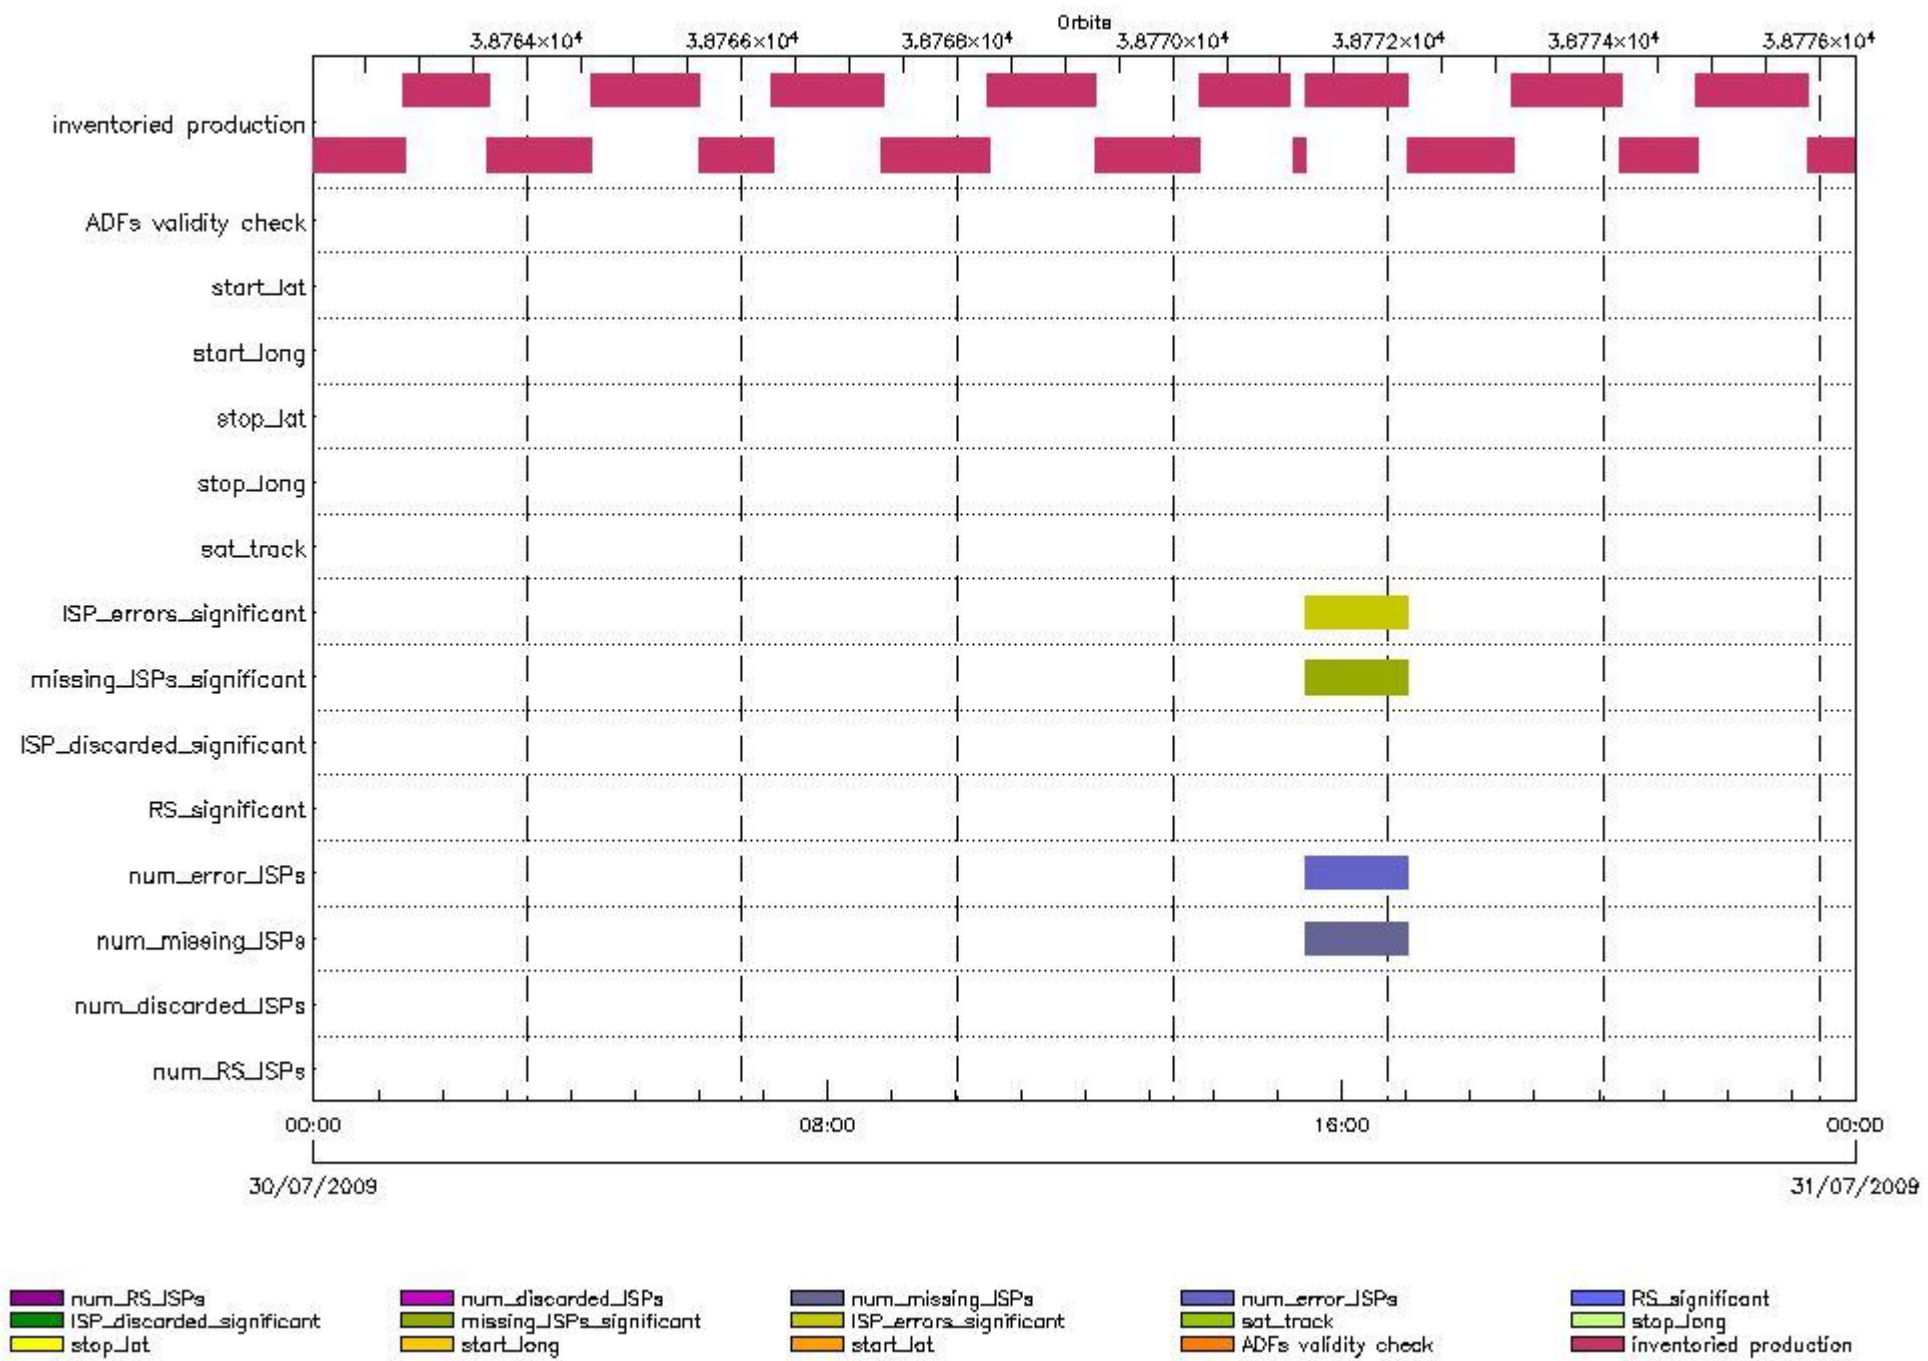 Orbits
3.8764×10⁴ 3.8766×10⁴ 3.8768×10⁴ 3.8770×10⁴ 3.8772×10⁴ 3.8774×10⁴ 3.8776×10⁴
inventoried production
ADFs validity check
start_lat
start_long
stop_lat
stop_long
sat_track
ISP_errors_significant
missing_ISPs_significant
ISP_discarded_significant
RS_significant
num_error_ISPs
num_missing_ISPs
num_discarded_ISPs
num_RS_ISPs
00:00 08:00 16:00 00:00
30/07/2009 31/07/2009
num_RS_ISPs num_discarded_ISPs num_missing_ISPs num_error_ISPs RS_significant
ISP_discarded_significant missing_ISPs_significant ISP_errors_significant sat_track stop_long
stop_lat start_long start_lat ADFs validity check inventoried production